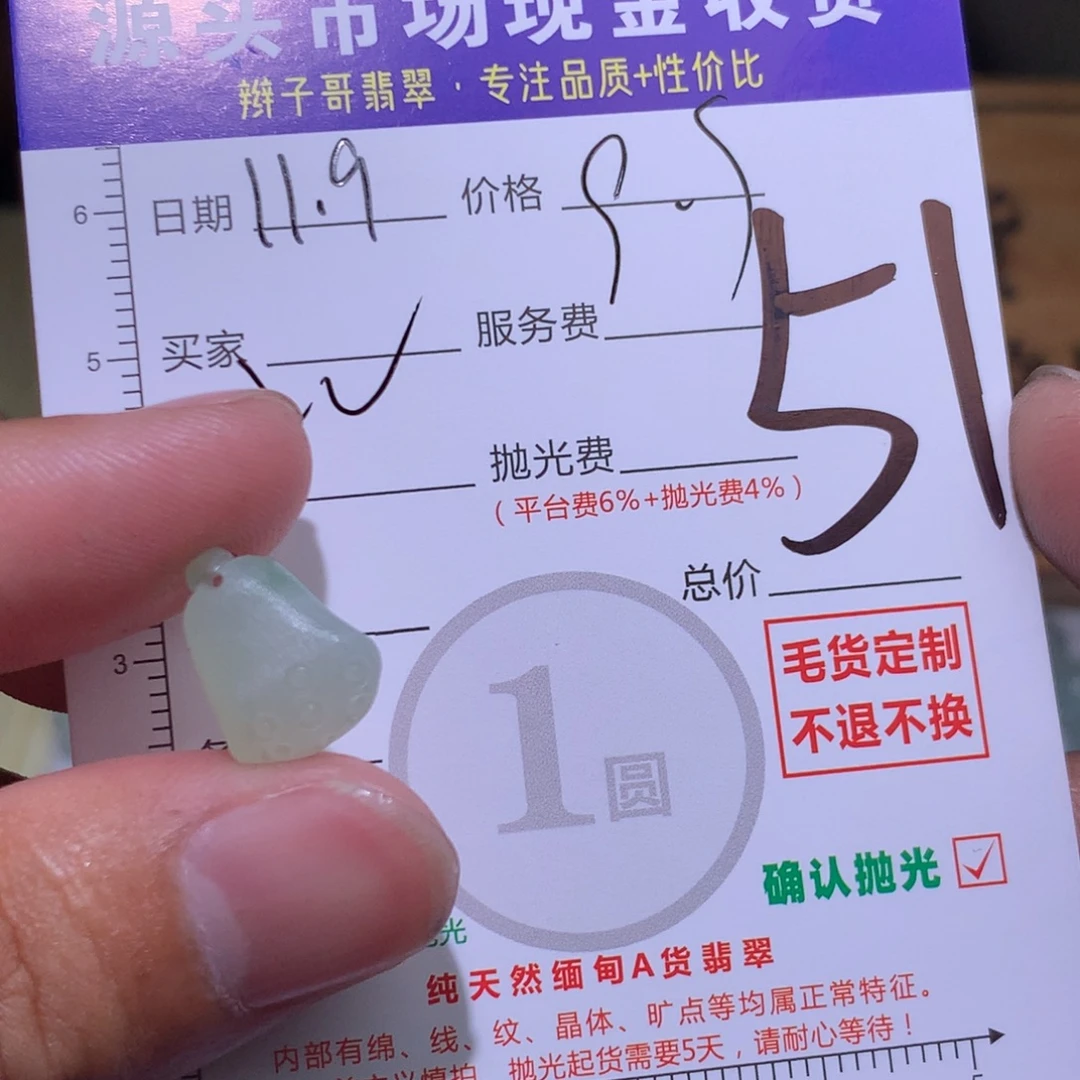 源头市场现金收货
辫子哥翡翠·专注品质+性价比
6 日期 11.9 价格
5 买家 服务费
51
抛光费
(平台费6%+抛光费4%)
总价
3
毛货定制
不退不换
1圆
确认抛光 ✓
光
纯天然缅甸A货翡翠
内部有绵、线、纹、晶体、旷点等均属正常特征。
慎拍 抛光起货需要5天，请耐心等待！